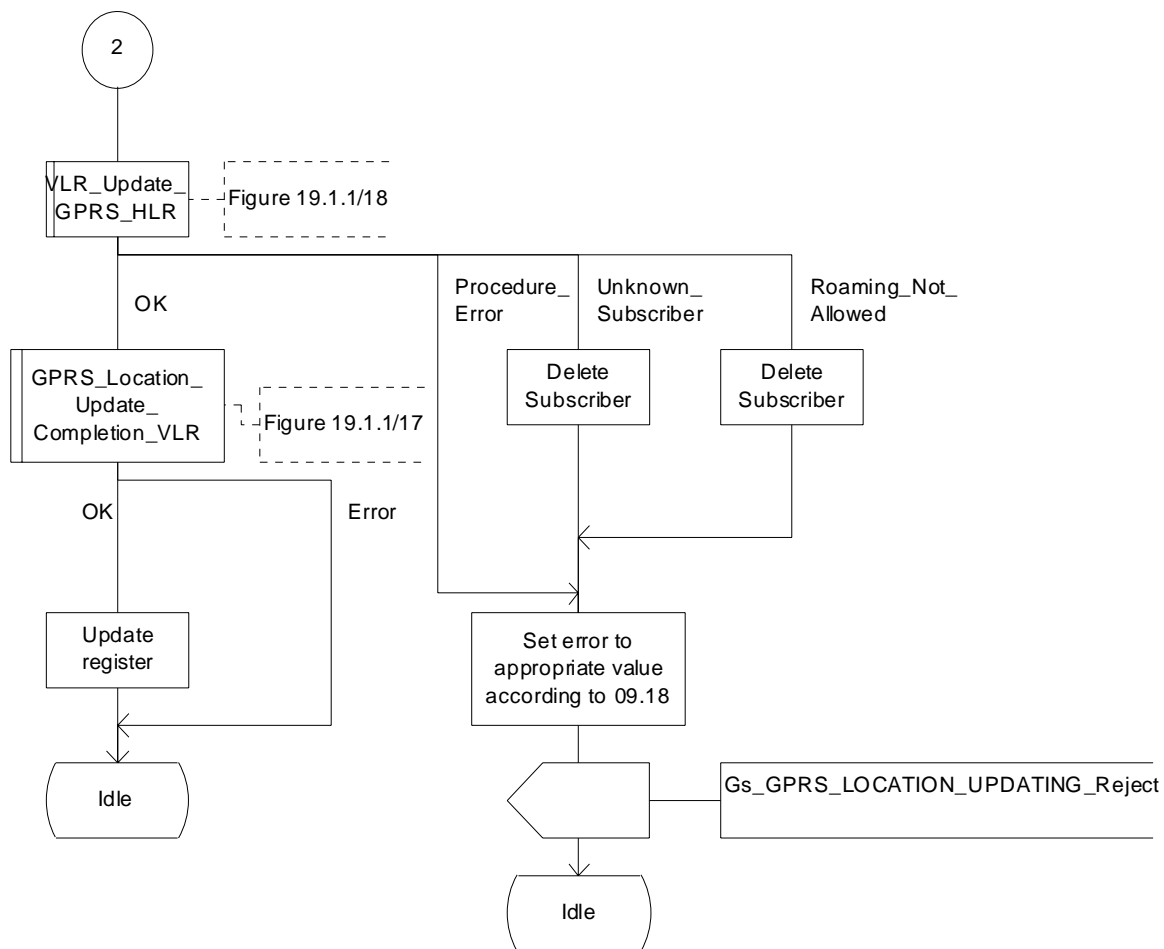 2
VLR_Update_
GPRS_HLR
Figure 19.1.1/18
OK
Procedure_
Error
Unknown_
Subscriber
Roaming_Not_
Allowed
GPRS_Location_
Update_
Completion_VLR
Figure 19.1.1/17
Delete
Subscriber
Delete
Subscriber
OK
Error
Update
register
Set error to
appropriate value
according to 09.18
Idle
Gs_GPRS_LOCATION_UPDATING_Reject
Idle